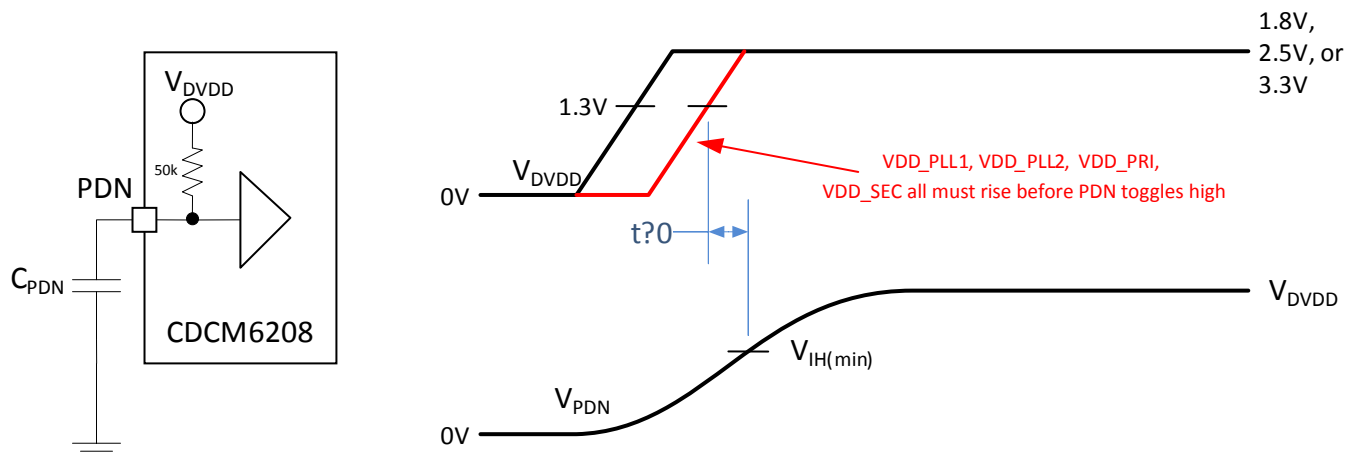 V_DVDD
50k
PDN
C_PDN
CDCM6208
1.8V,
2.5V, or
3.3V
1.3V
V_DVDD
0V
VDD_PLL1, VDD_PLL2, VDD_PRI,
VDD_SEC all must rise before PDN toggles high
t?0
V_DVDD
V_IH(min)
V_PDN
0V